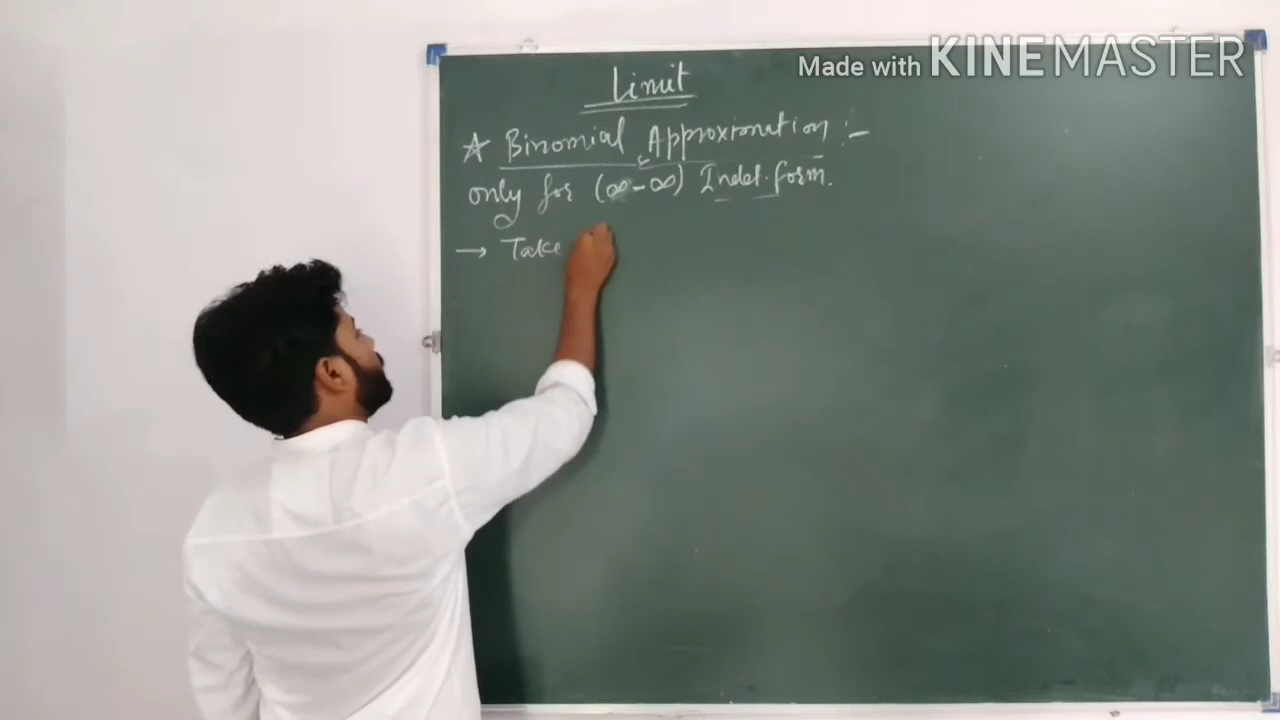 Made with KINEMASTER
Limit
☆ Binomial Approximation :-
only for (∞-∞) Indet. form.
→ Take